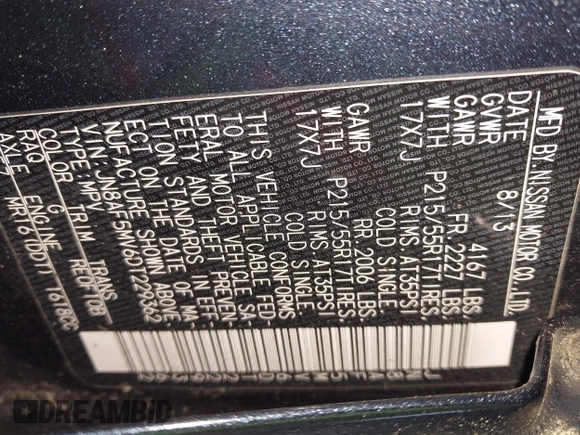 MFD BY NISSAN MOTOR CO., LTD.
DATE 8/13
GVWR 4167 LBS
GAWR FR. 2227 LBS
WITH P215/55R17 TIRES
17X7J RIMS AT 35PSI
COLD SINGLE.
GAWR RR. 2006 LBS
WITH P215/55R17 TIRES
17X7J RIMS AT 35PSI
COLD SINGLE.
THIS VEHICLE CONFORMS
TO ALL APPLICABLE FED-
ERAL MOTOR VEHICLE SA-
FETY AND THEFT PREVEN-
TION STANDARDS IN EFF-
ECT ON THE DATE OF MA-
NUFACTURE SHOWN ABOVE.
VIN: JN8AF5MV6DT229362
TYPE: MPV
COLOR TRIM TRANS
RAQ G RE0F10B
ENGINE
MR16 (DD) 1618CC
DREAMBID